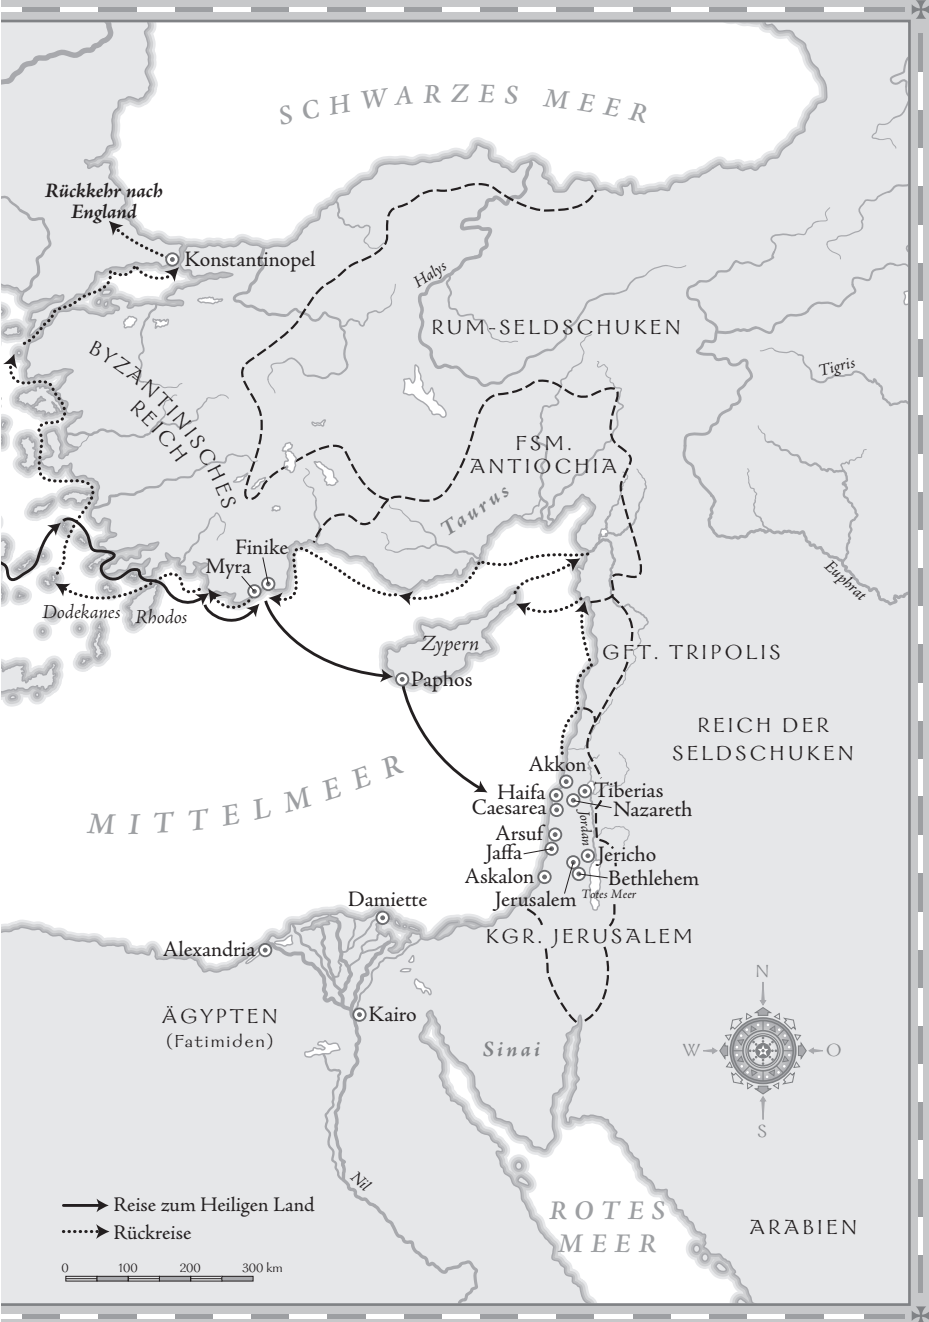 SCHWARZES MEER
Rückkehr nach
England
Konstantinopel
Halys
RUM-SELDSCHUKEN
BYZANTINISCHES
REICH
Tigris
FSM.
ANTIOCHIA
Taurus
Finike
Myra
Euphrat
Dodekanes
Rhodos
Zypern
GFT. TRIPOLIS
Paphos
REICH DER
SELDSCHUKEN
MITTELMEER
Akkon
Haifa
Tiberias
Caesarea
Nazareth
Jordan
Arsuf
Jaffa
Jericho
Askalon
Bethlehem
Jerusalem
Totes Meer
Damiette
KGR. JERUSALEM
Alexandria
ÄGYPTEN
(Fatimiden)
Kairo
Sinai
N
W
O
S
Nil
Reise zum Heiligen Land
Rückreise
ROTES
MEER
ARABIEN
0 100 200 300 km